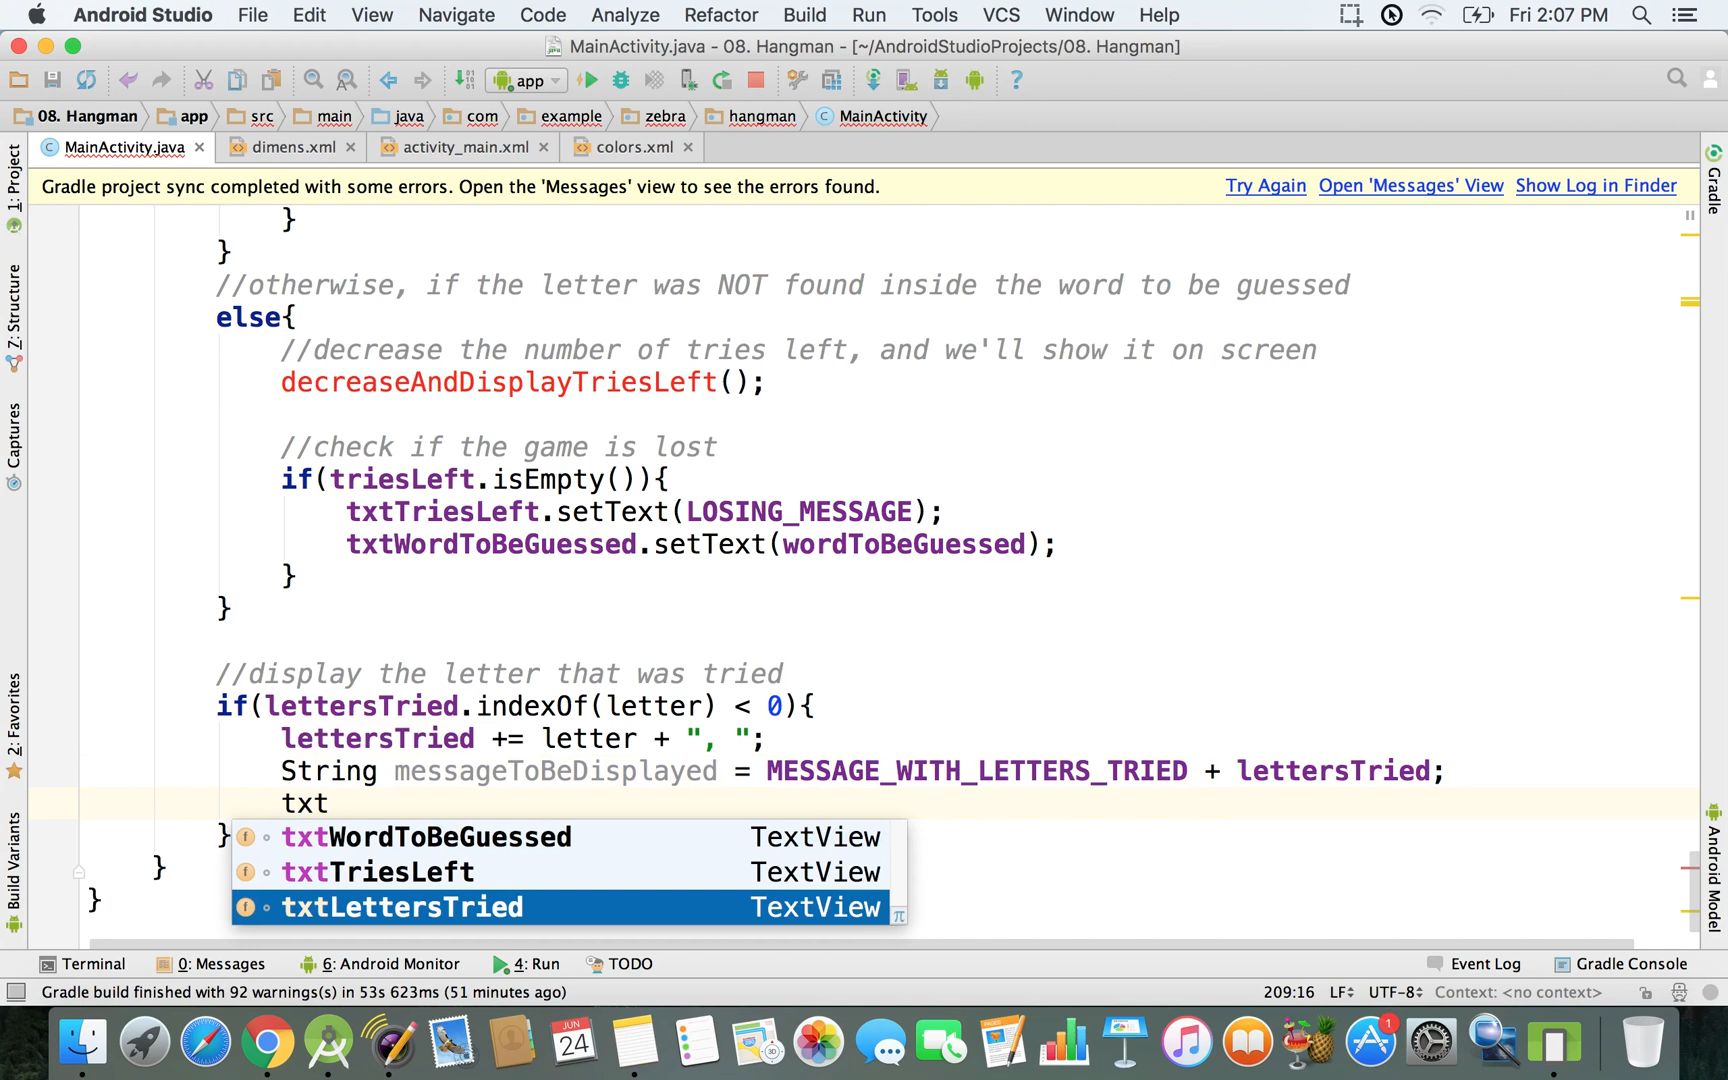 Android Studio File Edit View Navigate Code Analyze Refactor Build Run Tools VCS Window Help Fri 2:07 PM
MainActivity.java - 08. Hangman - [~/AndroidStudioProjects/08. Hangman]
app
08. Hangman app src main java com example zebra hangman MainActivity
MainActivity.java dimens.xml activity_main.xml colors.xml
Gradle project sync completed with some errors. Open the 'Messages' view to see the errors found. Try Again Open 'Messages' View Show Log in Finder
1: Project
Z: Structure
Captures
2: Favorites
Build Variants
}
}
//otherwise, if the letter was NOT found inside the word to be guessed
else{
//decrease the number of tries left, and we'll show it on screen
decreaseAndDisplayTriesLeft();
//check if the game is lost
if(triesLeft.isEmpty()){
txtTriesLeft.setText(LOSING_MESSAGE);
txtWordToBeGuessed.setText(wordToBeGuessed);
}
}
//display the letter that was tried
if(lettersTried.indexOf(letter) < 0){
lettersTried += letter + ", ";
String messageToBeDisplayed = MESSAGE_WITH_LETTERS_TRIED + lettersTried;
txt
}
}
}
txtWordToBeGuessed TextView
txtTriesLeft TextView
txtLettersTried TextView
π
Gradle
Android Model
Terminal 0: Messages 6: Android Monitor 4: Run TODO Event Log Gradle Console
Gradle build finished with 92 warnings(s) in 53s 623ms (51 minutes ago) 209:16 LF UTF-8 Context: <no context>
JUN
24
1